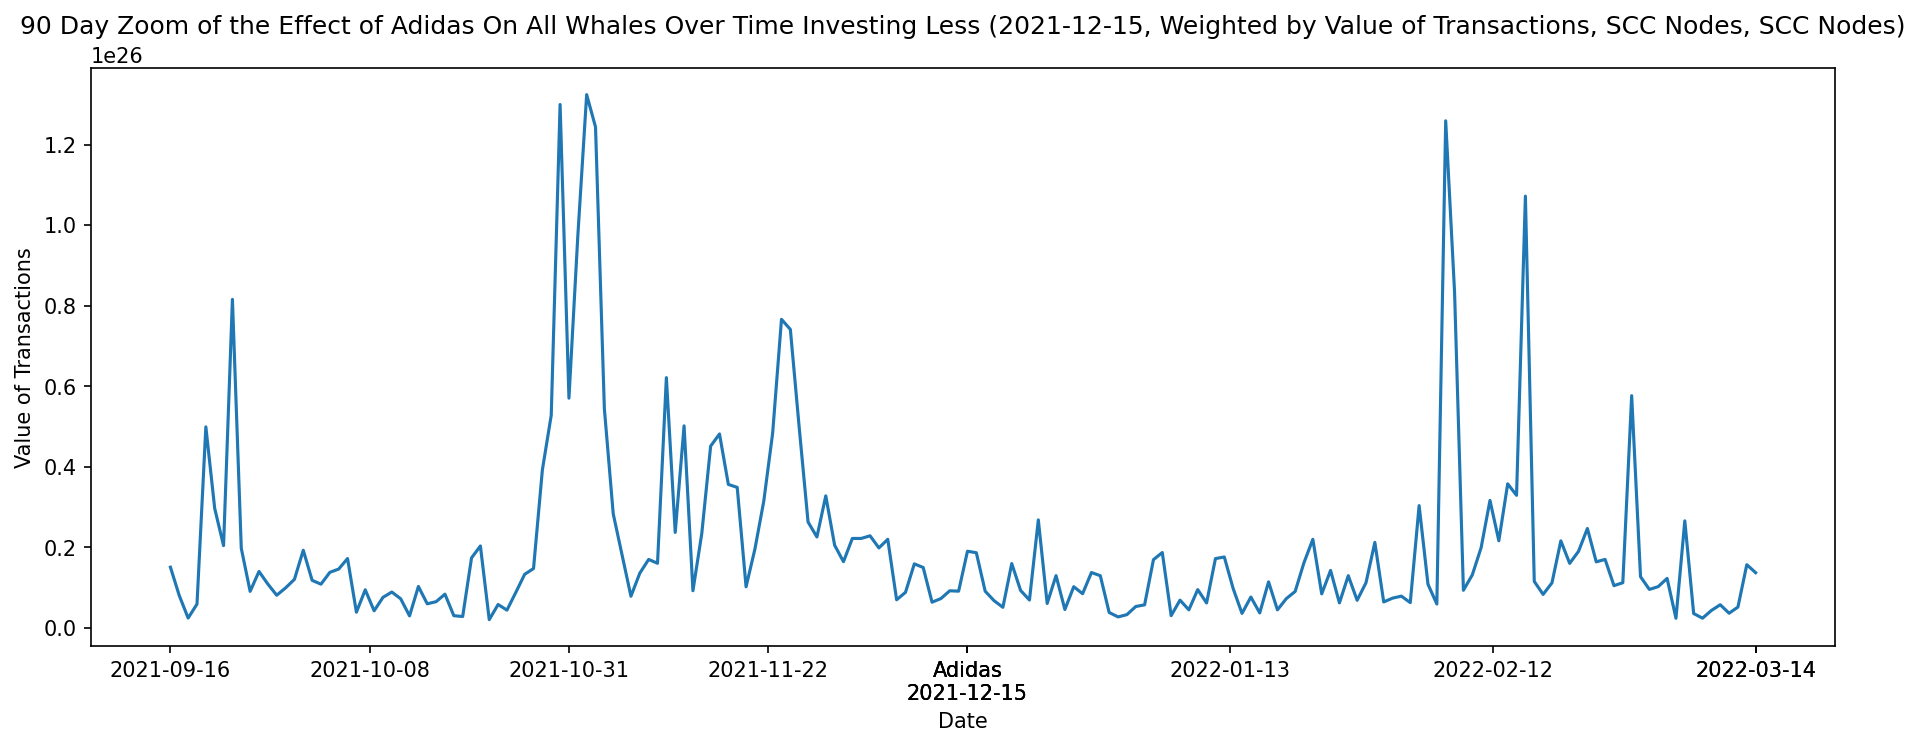 90 Day Zoom of the Effect of Adidas On All Whales Over Time Investing Less (2021-12-15, Weighted by Value of Transactions, SCC Nodes, SCC Nodes)
1e26
1.2
1.0
0.8
0.6
0.4
0.2
0.0
Value of Transactions
2021-09-16 2021-10-08 2021-10-31 2021-11-22 Adidas 2022-01-13 2022-02-12 2022-03-14
2021-12-15
Date